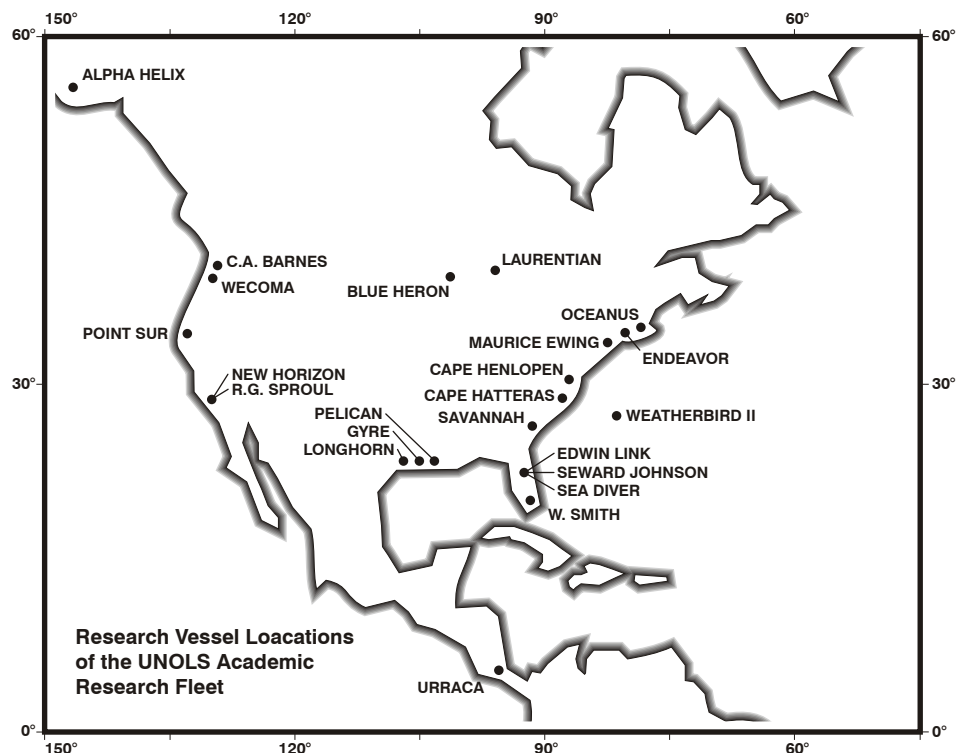 150° 120° 90° 60°
60° 60°
ALPHA HELIX
C.A. BARNES
LAURENTIAN
WECOMA
BLUE HERON
OCEANUS
POINT SUR
MAURICE EWING
ENDEAVOR
CAPE HENLOPEN
NEW HORIZON
30° 30°
R.G. SPROUL
CAPE HATTERAS
PELICAN
SAVANNAH
WEATHERBIRD II
GYRE
LONGHORN
EDWIN LINK
SEWARD JOHNSON
SEA DIVER
W. SMITH
Research Vessel Loacations
of the UNOLS Academic
Research Fleet
URRACA
0° 0°
150° 120° 90° 60°